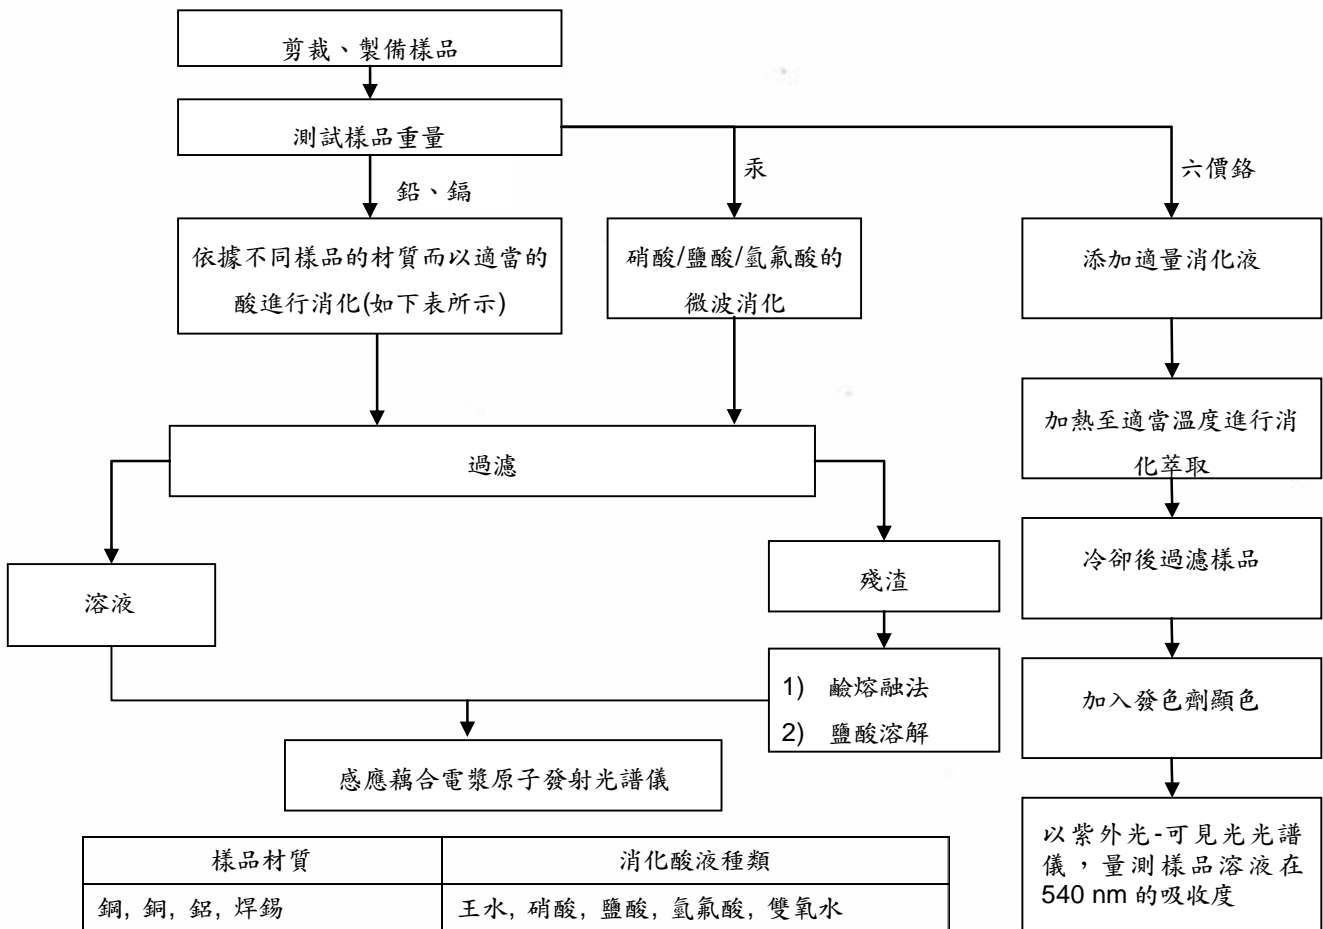 剪裁、製備樣品
測試樣品重量
鉛、鎘
汞
六價鉻
依據不同樣品的材質而以適當的
酸進行消化(如下表所示)
硝酸/鹽酸/氫氟酸的
微波消化
添加適量消化液
加熱至適當溫度進行消
化萃取
過濾
冷卻後過濾樣品
溶液
殘渣
1) 鹼熔融法
2) 鹽酸溶解
加入發色劑顯色
感應藕合電漿原子發射光譜儀
以紫外光-可見光光譜
儀，量測樣品溶液在
540 nm 的吸收度
樣品材質 消化酸液種類
鋼, 銅, 鋁, 焊錫 王水, 硝酸, 鹽酸, 氫氟酸, 雙氧水